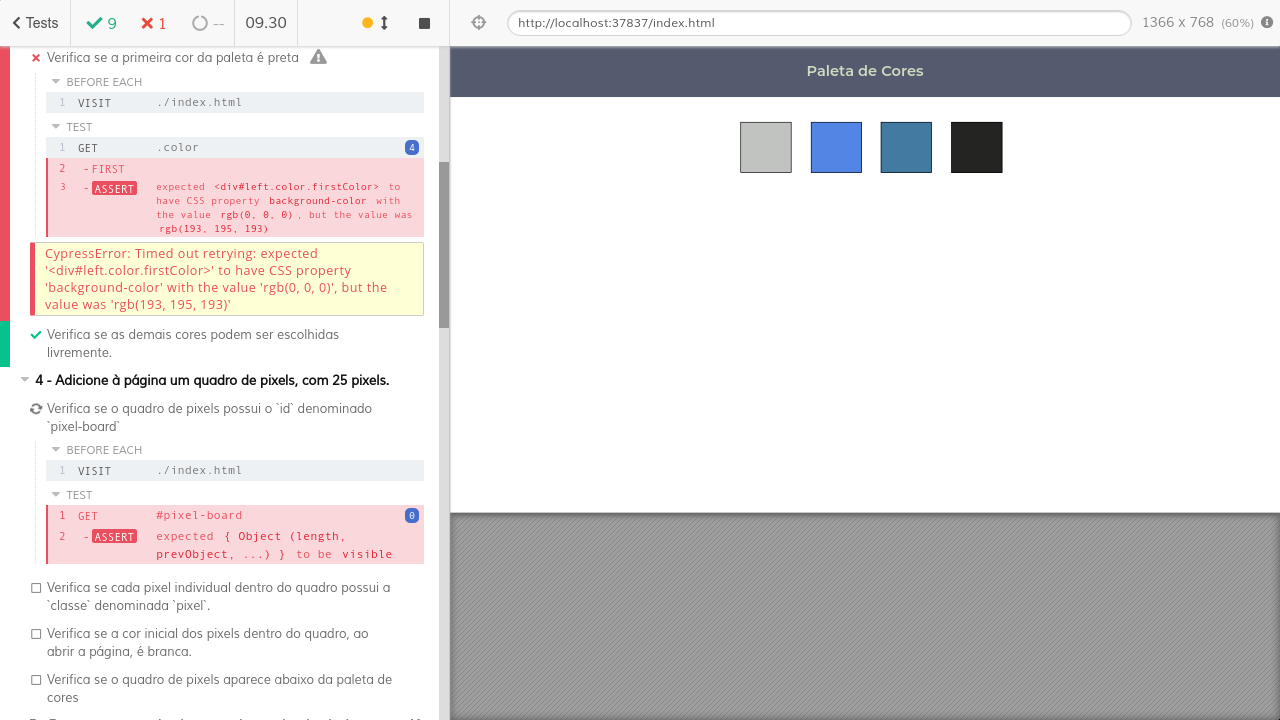 Tests
9
1
--
09.30
http://localhost:37837/index.html
1366 x 768 (60%)
Verifica se a primeira cor da paleta é preta
BEFORE EACH
1 VISIT ./index.html
TEST
1 GET .color 4
2 - FIRST
3 - ASSERT expected <div#left.color.firstColor> to
have CSS property background-color with
the value rgb(0, 0, 0) , but the value was
rgb(193, 195, 193)
CypressError: Timed out retrying: expected
'<div#left.color.firstColor>' to have CSS property
'background-color' with the value 'rgb(0, 0, 0)', but the
value was 'rgb(193, 195, 193)'
Verifica se as demais cores podem ser escolhidas
livremente.
4 - Adicione à página um quadro de pixels, com 25 pixels.
Verifica se o quadro de pixels possui o `id` denominado
`pixel-board`
BEFORE EACH
1 VISIT ./index.html
TEST
1 GET #pixel-board 0
2 - ASSERT expected { Object (length,
prevObject, ...) } to be visible
Verifica se cada pixel individual dentro do quadro possui a
`classe` denominada `pixel`.
Verifica se a cor inicial dos pixels dentro do quadro, ao
abrir a página, é branca.
Verifica se o quadro de pixels aparece abaixo da paleta de
cores
Paleta de Cores